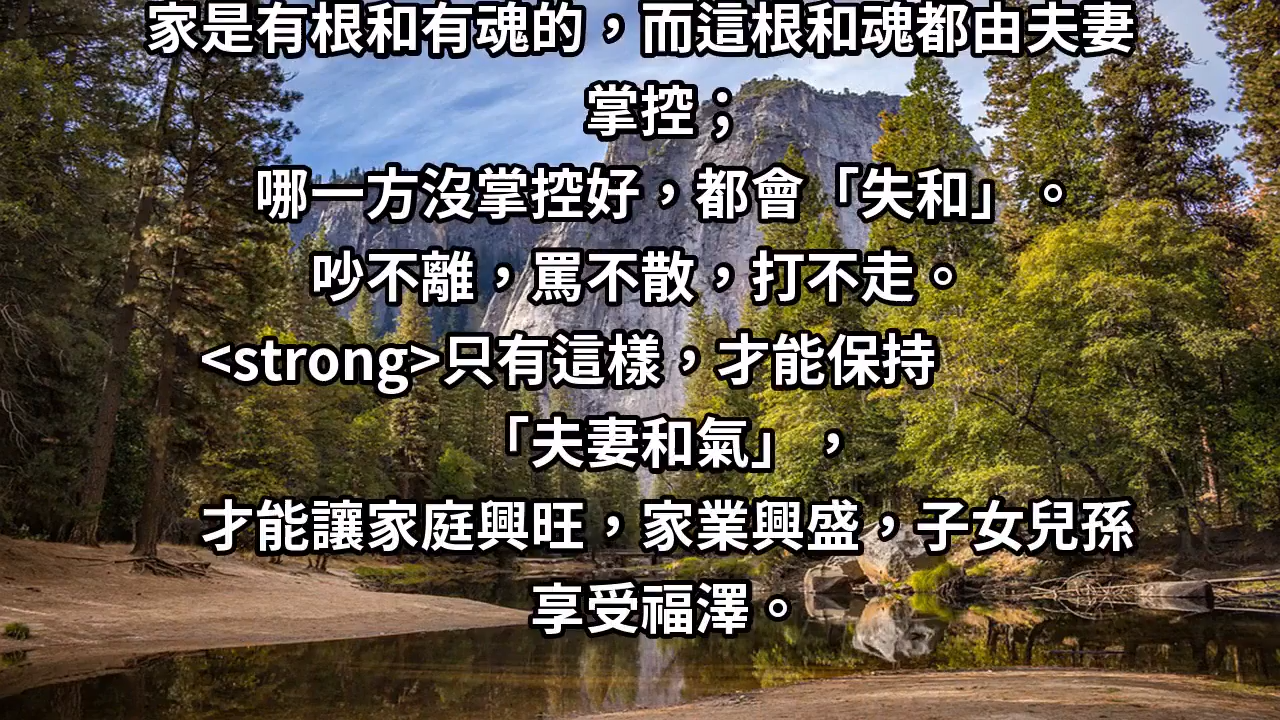 家是有根和有魂的，而這根和魂都由夫妻
掌控；
哪一方沒掌控好，都會「失和」。
吵不離，罵不散，打不走。
<strong>只有這樣，才能保持
「夫妻和氣」，
才能讓家庭興旺，家業興盛，子女兒孫
享受福澤。